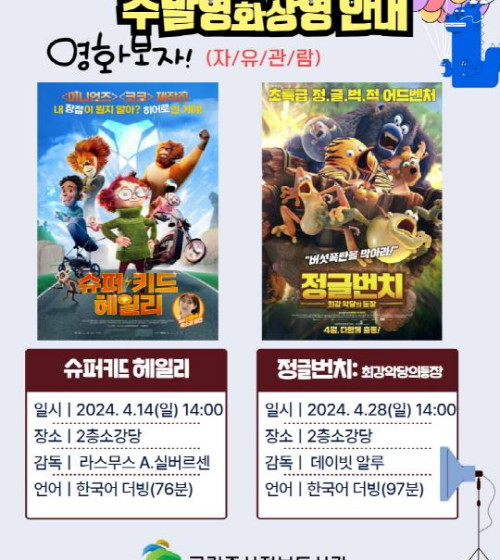 주말영화상영 안내
영화보자! (자/유/관/람)
<미니언즈> <코코> 제작진
내 장점이 뭔지 알아? 히어로인 거야!
슈퍼 키드
헤일리
초특급 정.글.벅.적 어드벤처
"버섯폭탄을 막아라!"
정글번치
최강 악당의 등장
4월, 다함께 출동!
슈퍼키드 헤일리
일시 | 2024. 4.14(일) 14:00
장소 | 2층소강당
감독 | 라스무스 A.실버르센
언어 | 한국어 더빙(76분)
정글번치: 최강악당의등장
일시 | 2024. 4.28(일) 14:00
장소 | 2층소강당
감독 | 데이빗 알루
언어 | 한국어 더빙(97분)